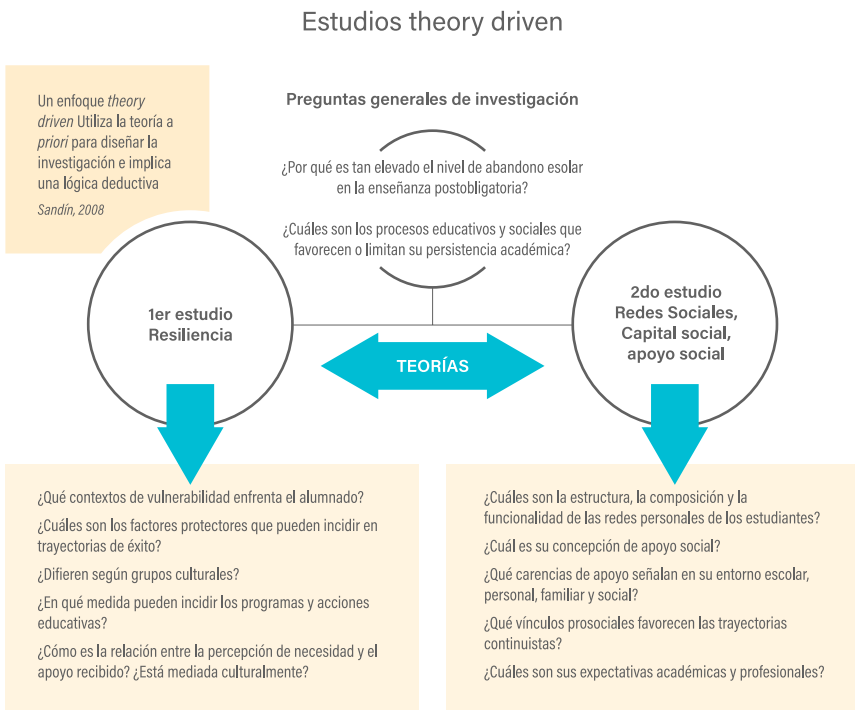 Estudios theory driven
Un enfoque theory
driven Utiliza la teoría a
priori para diseñar la
investigación e implica
una lógica deductiva
Sandín, 2008
Preguntas generales de investigación
¿Por qué es tan elevado el nivel de abandono esolar
en la enseñanza postobligatoria?
¿Cuáles son los procesos educativos y sociales que
favorecen o limitan su persistencia académica?
1er estudio
Resiliencia
TEORÍAS
2do estudio
Redes Sociales,
Capital social,
apoyo social
¿Qué contextos de vulnerabilidad enfrenta el alumnado?
¿Cuáles son los factores protectores que pueden incidir en
trayectorias de éxito?
¿Difieren según grupos culturales?
¿En qué medida pueden incidir los programas y acciones
educativas?
¿Cómo es la relación entre la percepción de necesidad y el
apoyo recibido? ¿Está mediada culturalmente?
¿Cuáles son la estructura, la composición y la
funcionalidad de las redes personales de los estudiantes?
¿Cuál es su concepción de apoyo social?
¿Qué carencias de apoyo señalan en su entorno escolar,
personal, familiar y social?
¿Qué vínculos prosociales favorecen las trayectorias
continuistas?
¿Cuáles son sus expectativas académicas y profesionales?